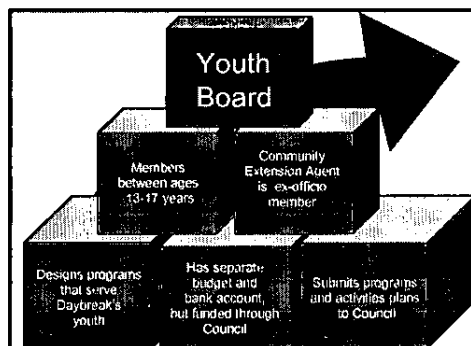 Youth
Board
Members
between ages
13-17 years
Community
Extension Agent
is ex-officio
member
Designs programs
that serve
Daybreak's
youth
Has separate
budget and
bank account,
but funded through
Council
Submits programs
and activities plans
to Council